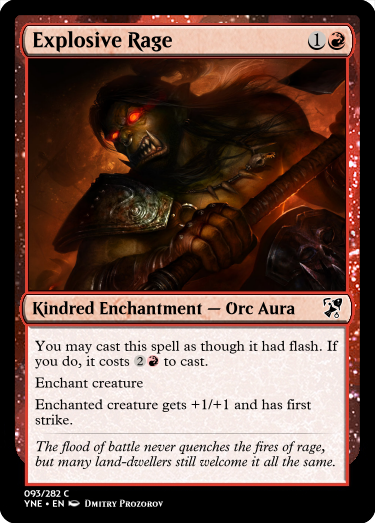 Explosive Rage 1
Kindred Enchantment — Orc Aura
You may cast this spell as though it had flash. If
you do, it costs 2 to cast.
Enchant creature
Enchanted creature gets +1/+1 and has first
strike.
The flood of battle never quenches the fires of rage,
but many land-dwellers still welcome it all the same.
093/282 C
YNE • EN Dmitry Prozorov